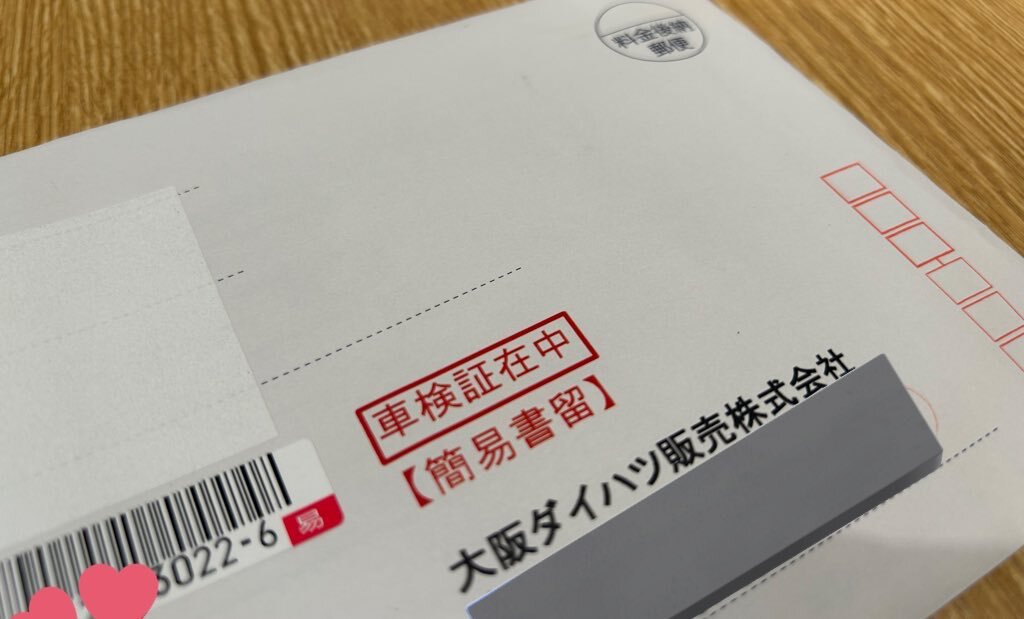 料金後納
郵便
車検証在中
【簡易書留】
大阪ダイハツ販売株式会社
3022-6
易